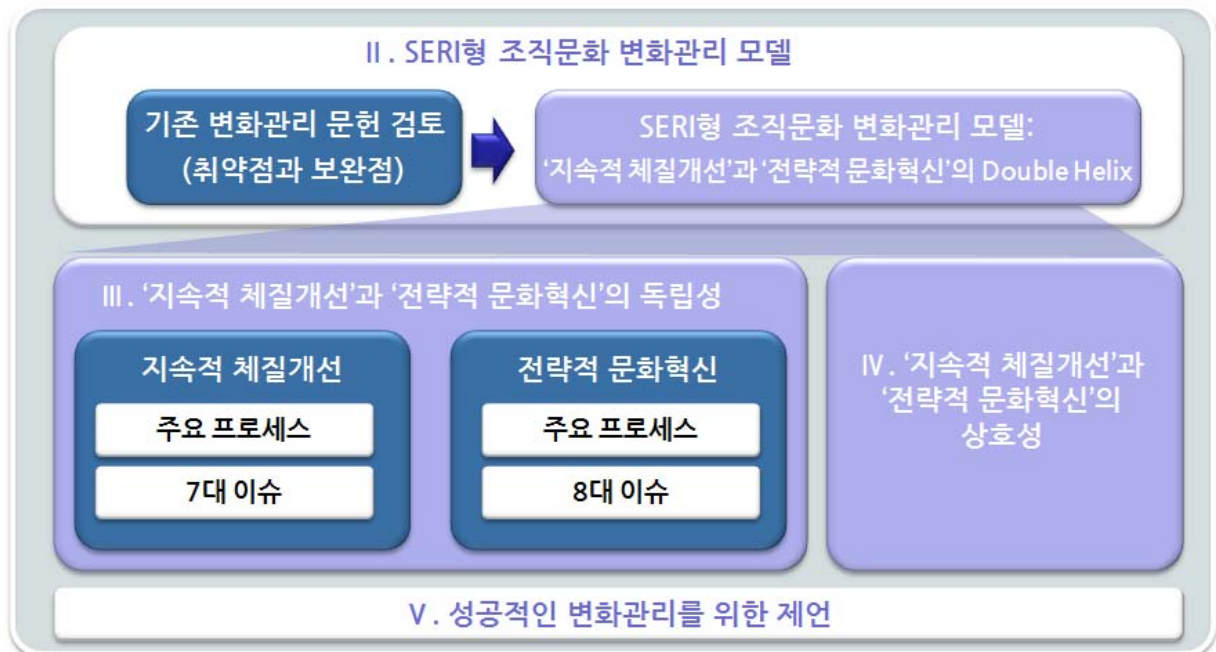 Ⅱ. SERI형 조직문화 변화관리 모델
기존 변화관리 문헌 검토
(취약점과 보완점)
SERI형 조직문화 변화관리 모델:
‘지속적 체질개선’과 ‘전략적 문화혁신’의 Double Helix
Ⅲ. ‘지속적 체질개선’과 ‘전략적 문화혁신’의 독립성
지속적 체질개선
주요 프로세스
7대 이슈
전략적 문화혁신
주요 프로세스
8대 이슈
Ⅳ. ‘지속적 체질개선’과
‘전략적 문화혁신’의
상호성
Ⅴ. 성공적인 변화관리를 위한 제언